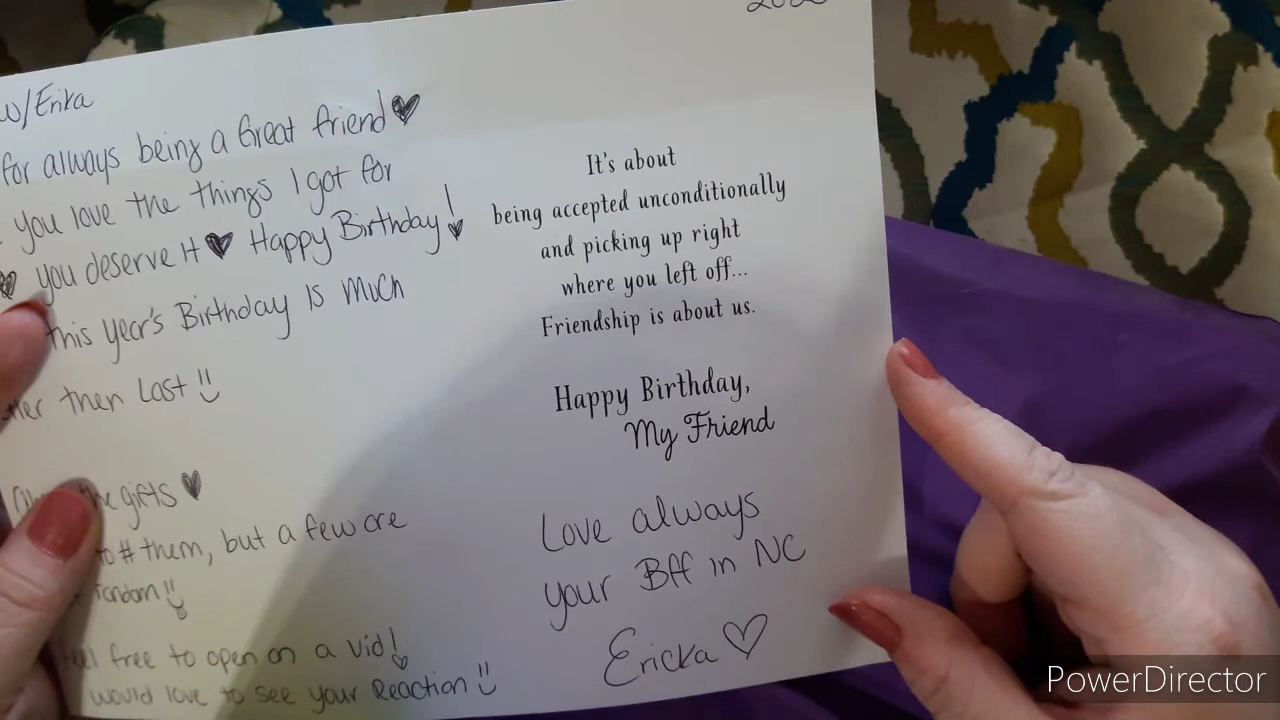 w/Erika
for always being a Great friend
you love the things I got for
you deserve it Happy Birthday!
this year's Birthday is much
then Last
the gifts
to # them, but a few are
random!!
free to open on a vid!
would love to see your Reaction
It's about
being accepted unconditionally
and picking up right
where you left off...
Friendship is about us.
Happy Birthday,
My Friend
Love always
your Bff in NC
Ericka
PowerDirector